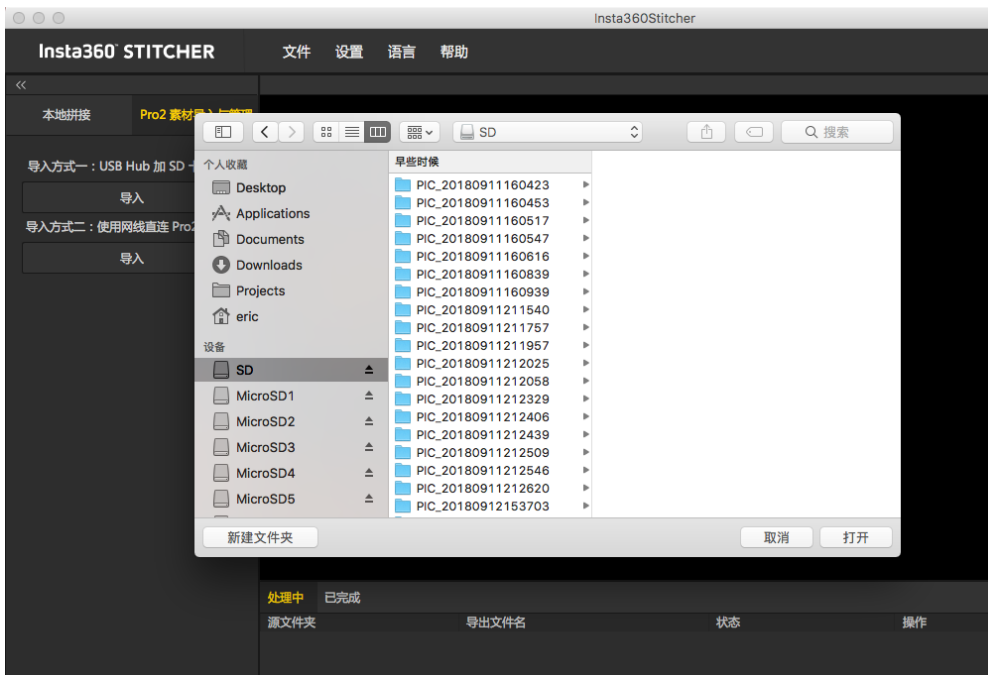 Insta360Stitcher
Insta360° STITCHER 文件 设置 语言 帮助
本地拼接 Pro2 素材导入与管理
SD 搜索
导入方式一：USB Hub 加 SD
导入
导入方式二：使用网线直连 Pro2
导入
个人收藏
Desktop
Applications
Documents
Downloads
Projects
eric
设备
SD
MicroSD1
MicroSD2
MicroSD3
MicroSD4
MicroSD5
早些时候
PIC_20180911160423
PIC_20180911160453
PIC_20180911160517
PIC_20180911160547
PIC_20180911160616
PIC_20180911160839
PIC_20180911160939
PIC_20180911211540
PIC_20180911211757
PIC_20180911211957
PIC_20180911212025
PIC_20180911212058
PIC_20180911212329
PIC_20180911212406
PIC_20180911212439
PIC_20180911212509
PIC_20180911212546
PIC_20180911212620
PIC_20180912153703
新建文件夹 取消 打开
处理中 已完成
源文件夹 导出文件名 状态 操作